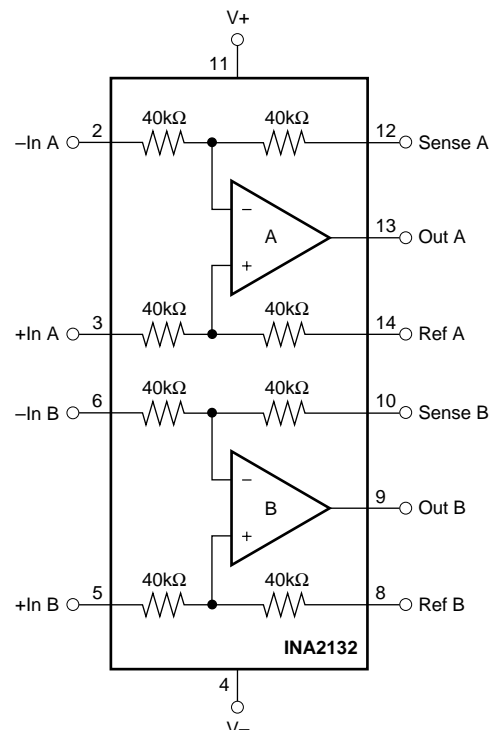 V+
11
40kΩ 40kΩ
–In A 2 12 Sense A
–
A
13 Out A
+
40kΩ 40kΩ
+In A 3 14 Ref A
40kΩ 40kΩ
–In B 6 10 Sense B
–
B
9 Out B
+
40kΩ 40kΩ
+In B 5 8 Ref B
INA2132
4
V–